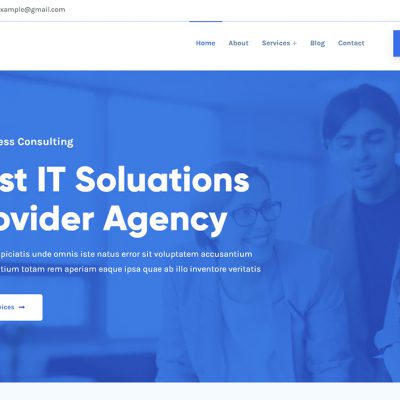 xample@gmail.com
Home About Services + Blog Contact
ess Consulting
st IT Soluations
ovider Agency
piciatis unde omnis iste natus error sit voluptatem accusantium
tium totam rem aperiam eaque ipsa quae ab illo inventore veritatis
vices →